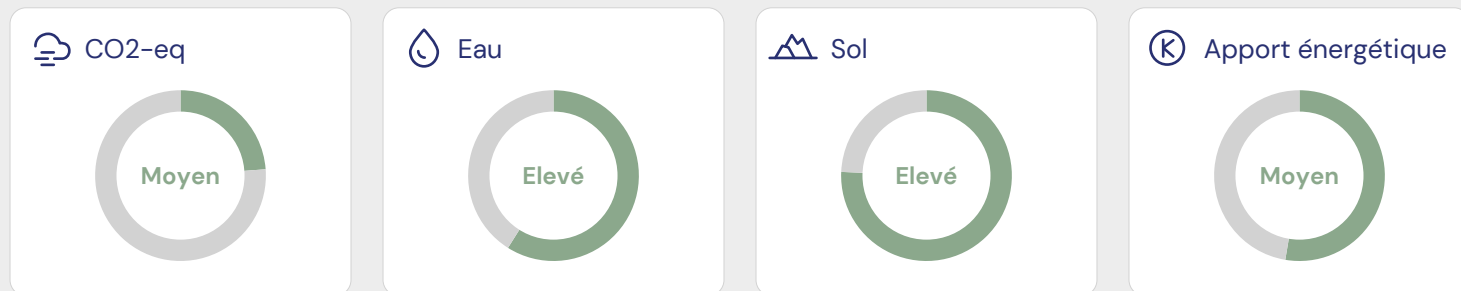 CO2-eq
Moyen
Eau
Elevé
Sol
Elevé
Apport énergétique
Moyen